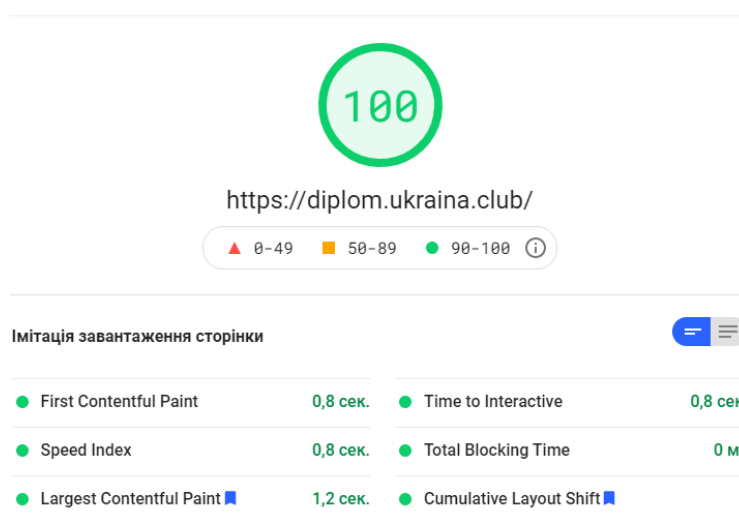 100
https://diplom.ukraina.club/
0-49 50-89 90-100
Імітація завантаження сторінки
First Contentful Paint 0,8 сек. Time to Interactive 0,8 сек
Speed Index 0,8 сек. Total Blocking Time 0 м
Largest Contentful Paint 1,2 сек. Cumulative Layout Shift